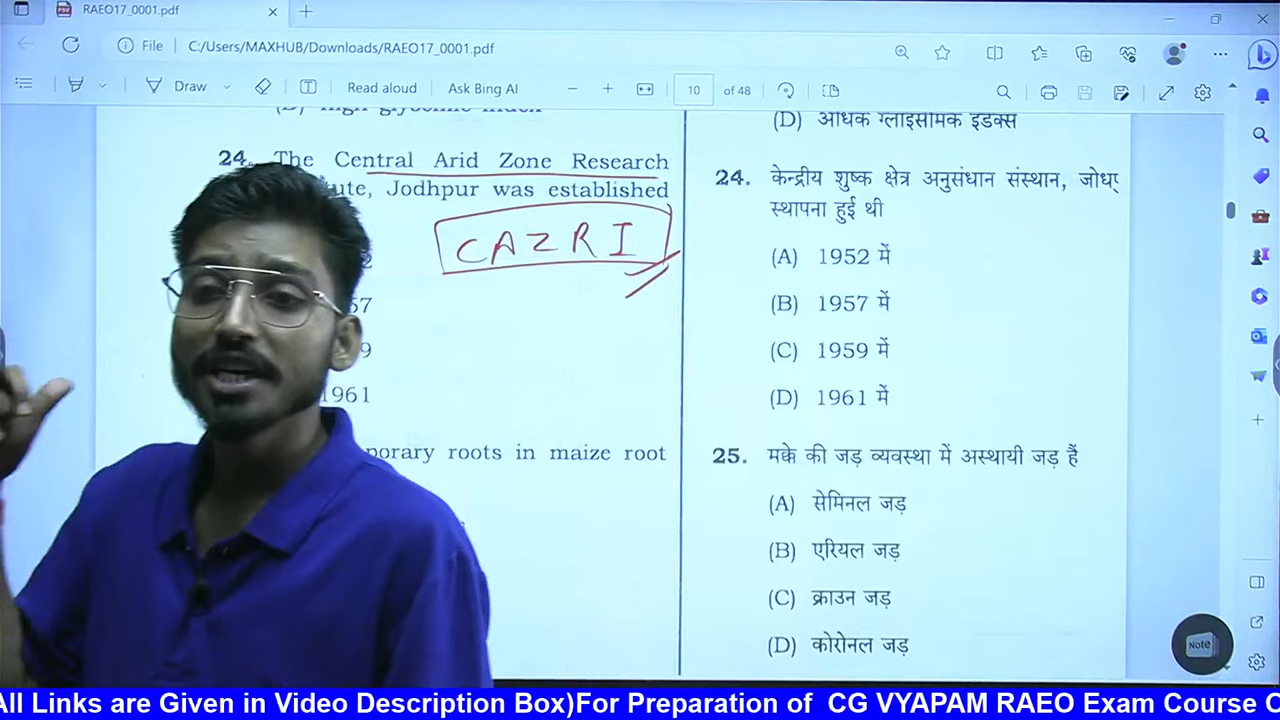 RAEO17_0001.pdf
File
C:/Users/MAXHUB/Downloads/RAEO17_0001.pdf
Draw
Read aloud
Ask Bing AI
10
of 48
(D) अधिक ग्लाइसेमिक इंडेक्स
24. The Central Arid Zone Research
Jodhpur was established
CAZRI
1961
roots in maize root
24. केन्द्रीय शुष्क क्षेत्र अनुसंधान संस्थान,
स्थापना हुई थी
(A) 1952 में
(B) 1957 में
(C) 1959 में
(D) 1961 में
25. मक्के की जड़ व्यवस्था में अस्थायी जड़ हैं
(A) सेमिनल जड़
(B) एरियल जड़
(C) क्राउन जड़
(D) कोरोनल जड़
Note
All Links are Given in Video Description Box)For Preparation of CG VYAPAM RAEO Exam Course